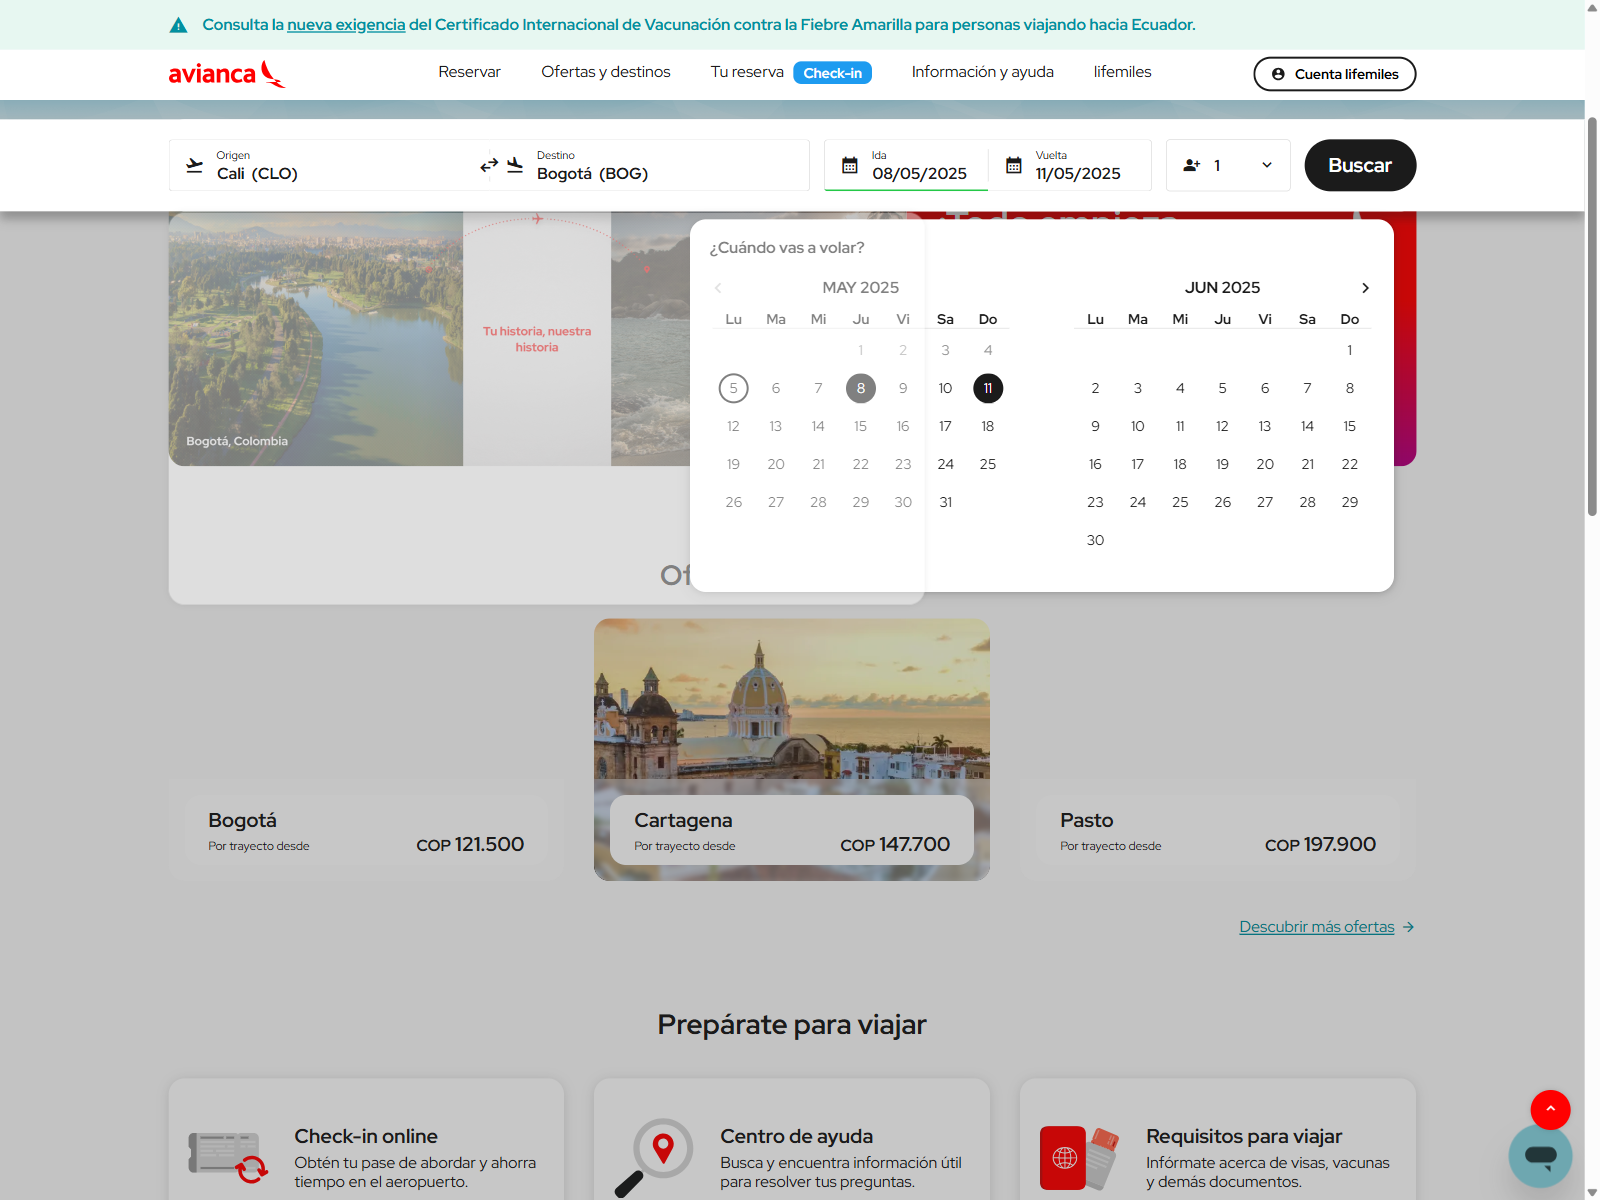 Consulta la nueva exigencia del Certificado Internacional de Vacunación contra la Fiebre Amarilla para personas viajando hacia Ecuador.
avianca
Reservar
Ofertas y destinos
Tu reserva
Check-in
Información y ayuda
lifemiles
Cuenta lifemiles
Origen
Cali (CLO)
Destino
Bogotá (BOG)
Ida
08/05/2025
Vuelta
11/05/2025
1
Buscar
Tu historia, nuestra
historia
Bogotá, Colombia
¿Cuándo vas a volar?
MAY 2025
Lu Ma Mi Ju Vi Sa Do
1 2 3 4
5 6 7 8 9 10 11
12 13 14 15 16 17 18
19 20 21 22 23 24 25
26 27 28 29 30 31
JUN 2025
Lu Ma Mi Ju Vi Sa Do
1
2 3 4 5 6 7 8
9 10 11 12 13 14 15
16 17 18 19 20 21 22
23 24 25 26 27 28 29
30
Bogotá
Por trayecto desde
COP 121.500
Cartagena
Por trayecto desde
COP 147.700
Pasto
Por trayecto desde
COP 197.900
Descubrir más ofertas
Prepárate para viajar
Check-in online
Obtén tu pase de abordar y ahorra
tiempo en el aeropuerto.
Centro de ayuda
Busca y encuentra información útil
para resolver tus preguntas.
Requisitos para viajar
Infórmate acerca de visas, vacunas
y demás documentos.